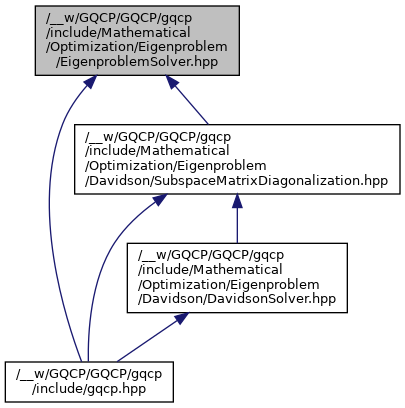 /__w/GQCP/GQCP/gqcp
/include/Mathematical
/Optimization/Eigenproblem
/EigenproblemSolver.hpp
/__w/GQCP/GQCP/gqcp
/include/Mathematical
/Optimization/Eigenproblem
/Davidson/SubspaceMatrixDiagonalization.hpp
/__w/GQCP/GQCP/gqcp
/include/Mathematical
/Optimization/Eigenproblem
/Davidson/DavidsonSolver.hpp
/__w/GQCP/GQCP/gqcp
/include/gqcp.hpp